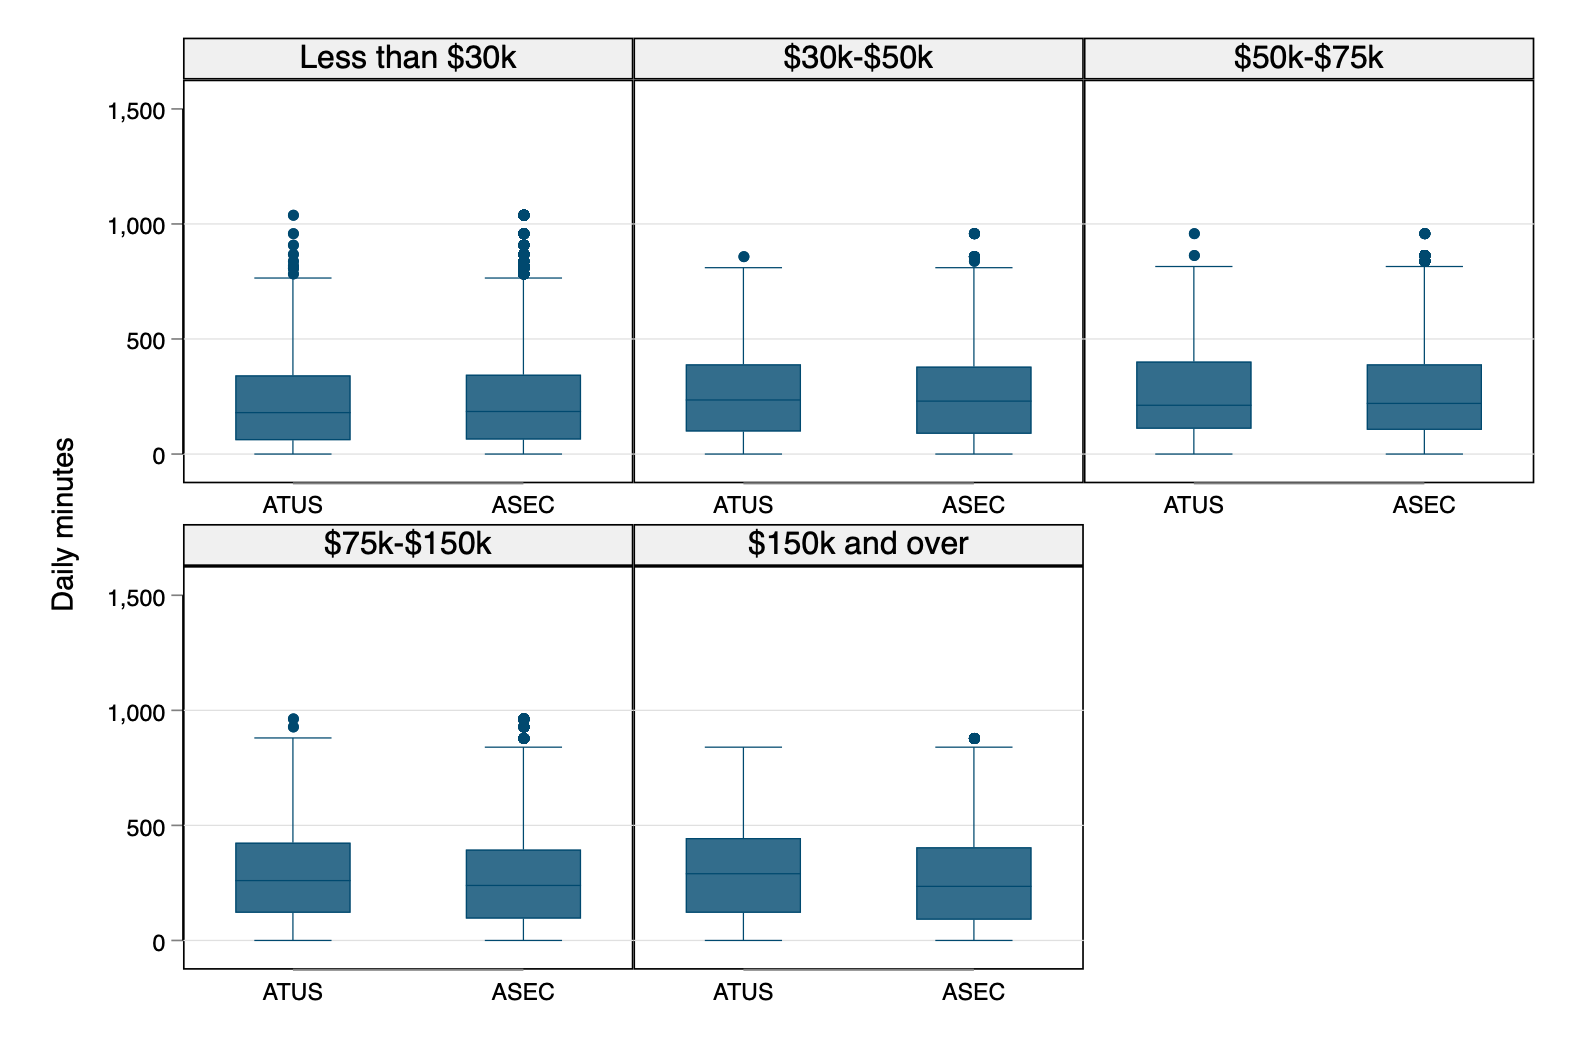 Less than $30k
$30k-$50k
$50k-$75k
1,500
1,000
500
0
ATUS
ASEC
ATUS
ASEC
ATUS
ASEC
Daily minutes
$75k-$150k
$150k and over
1,500
1,000
500
0
ATUS
ASEC
ATUS
ASEC